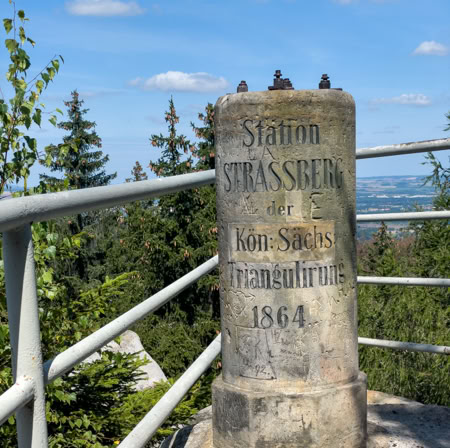 Station
STRASSBERG
der
Kön: Sächs:
Triangulirung
1864